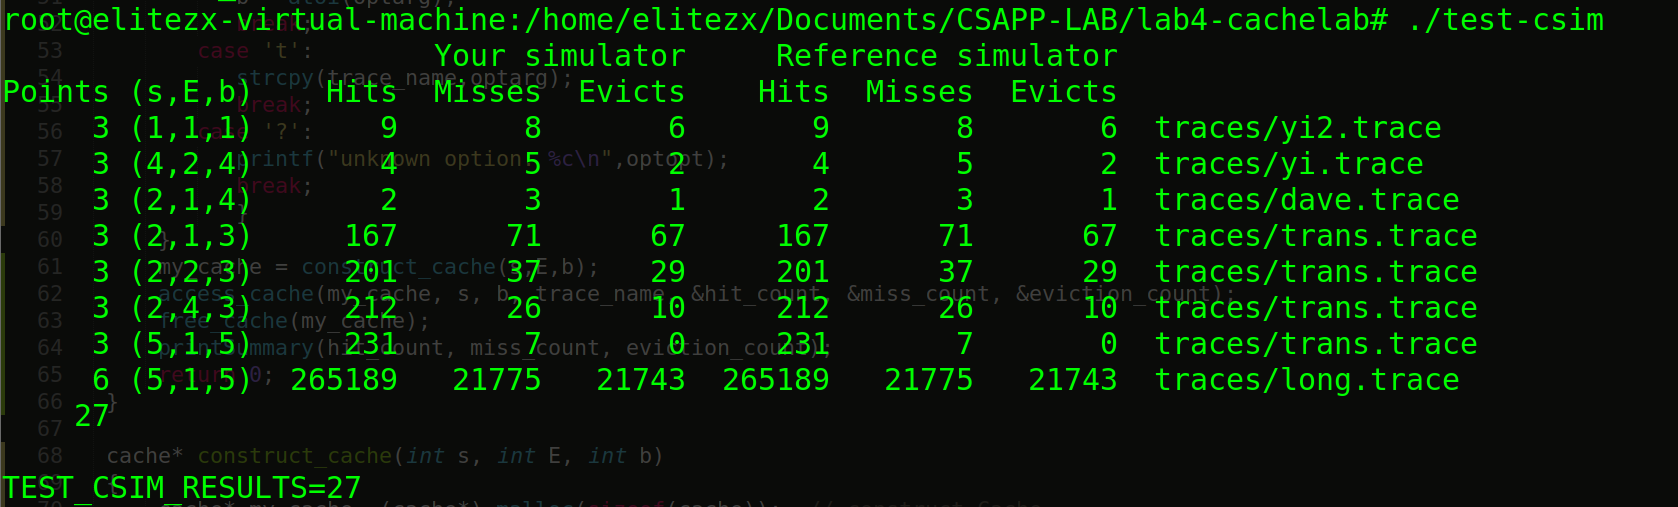 root@elitezx-virtual-machine:/home/elitezx/Documents/CSAPP-LAB/lab4-cachelab# ./test-csim
                        Your simulator     Reference simulator
Points (s,E,b)    Hits  Misses  Evicts    Hits  Misses  Evicts
     3 (1,1,1)       9       8       6       9       8       6  traces/yi2.trace
     3 (4,2,4)       4       5       2       4       5       2  traces/yi.trace
     3 (2,1,4)       2       3       1       2       3       1  traces/dave.trace
     3 (2,1,3)     167      71      67     167      71      67  traces/trans.trace
     3 (2,2,3)     201      37      29     201      37      29  traces/trans.trace
     3 (2,4,3)     212      26      10     212      26      10  traces/trans.trace
     3 (5,1,5)     231       7       0     231       7       0  traces/trans.trace
     6 (5,1,5)  265189   21775   21743  265189   21775   21743  traces/long.trace
    27
TEST_CSIM_RESULTS=27
53 case 't':
54 strcpy(trace_name,optarg);
break;
56 case '?':
57 printf("unknown option: %c\n",optopt);
58 break;
59 }
60 }
61 my_cache = construct_cache(s,E,b);
62 access_cache(my_cache, s, b, trace_name, &hit_count, &miss_count, &eviction_count);
63 free_cache(my_cache);
64 printSummary(hit_count, miss_count, eviction_count);
65 return 0;
66 }
67
68 cache* construct_cache(int s, int E, int b)